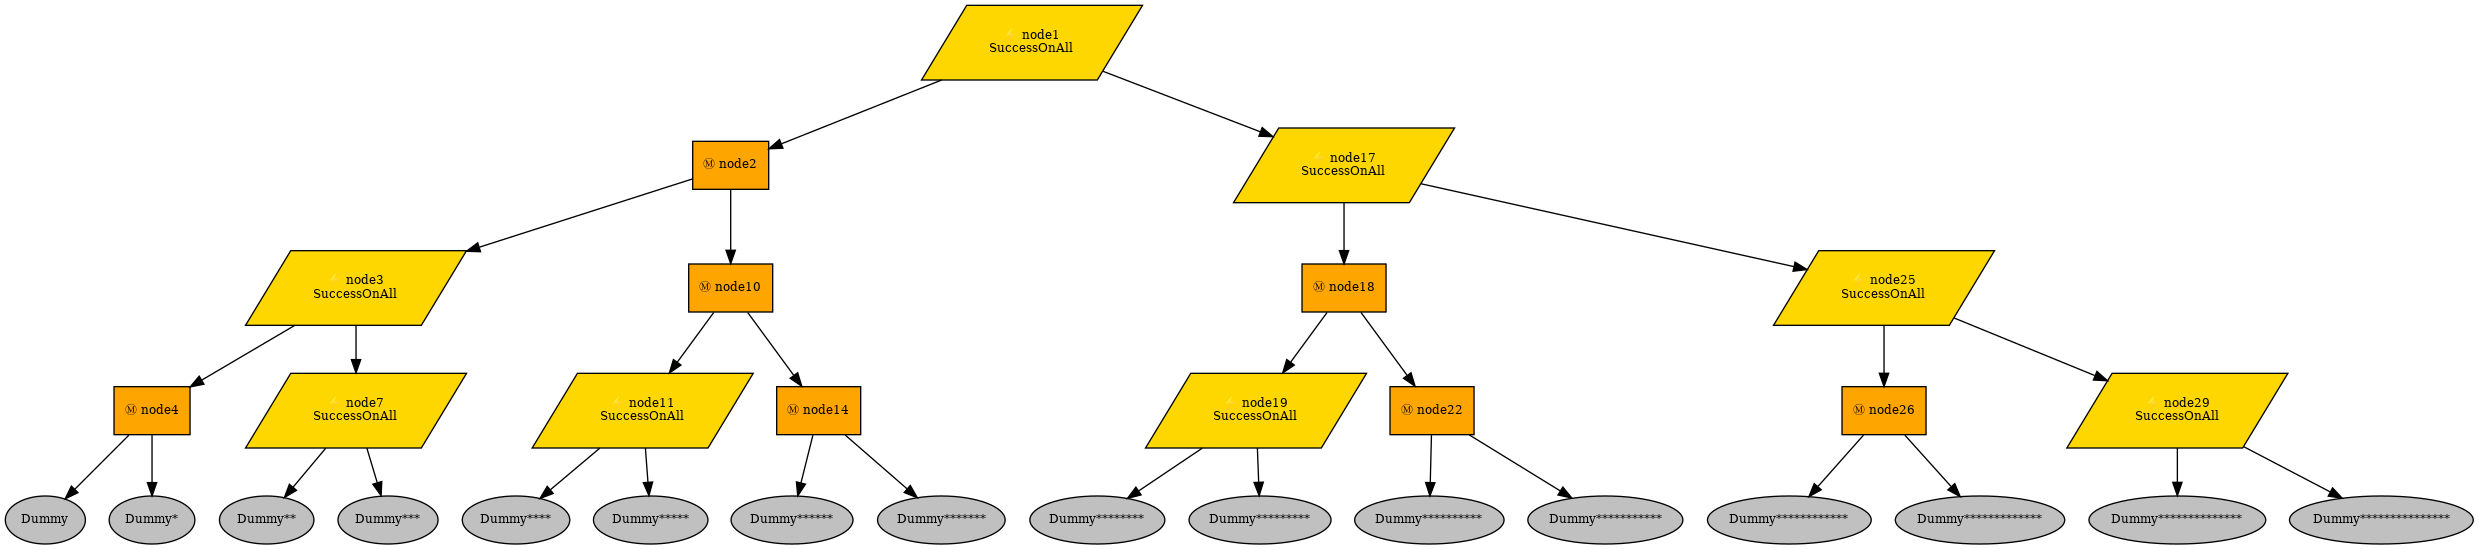 node1
SuccessOnAll
Ⓜ node2
node17
SuccessOnAll
node3
SuccessOnAll
Ⓜ node10
Ⓜ node18
node25
SuccessOnAll
Ⓜ node4
node7
SuccessOnAll
node11
SuccessOnAll
Ⓜ node14
node19
SuccessOnAll
Ⓜ node22
Ⓜ node26
node29
SuccessOnAll
Dummy
Dummy*
Dummy**
Dummy***
Dummy****
Dummy*****
Dummy******
Dummy*******
Dummy********
Dummy*********
Dummy**********
Dummy***********
Dummy************
Dummy*************
Dummy**************
Dummy***************